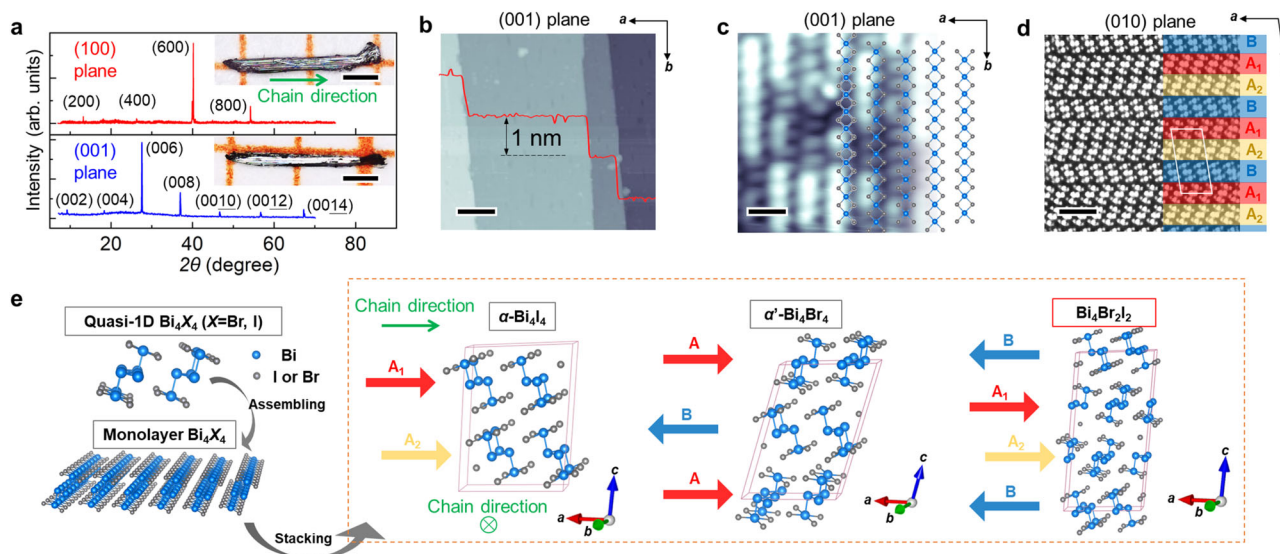 a
Intensity (arb. units)
(100)
plane
(600)
Chain direction
(200)
(400)
(800)
(001)
plane
(006)
(008)
(002)
(004)
(0010)
(0012)
(0014)
20
40
60
80
2θ (degree)
b
(001) plane
a
b
1 nm
c
(001) plane
a
b
d
(010) plane
a
B
A1
A2
B
A1
A2
B
A1
A2
e
Quasi-1D Bi4X4 (X=Br, I)
Bi
I or Br
Assembling
Monolayer Bi4X4
Stacking
Chain direction
α-Bi4I4
A1
A2
Chain direction
c
a
b
α’-Bi4Br4
A
B
A
c
a
b
Bi4Br2I2
B
A1
A2
B
c
a
b